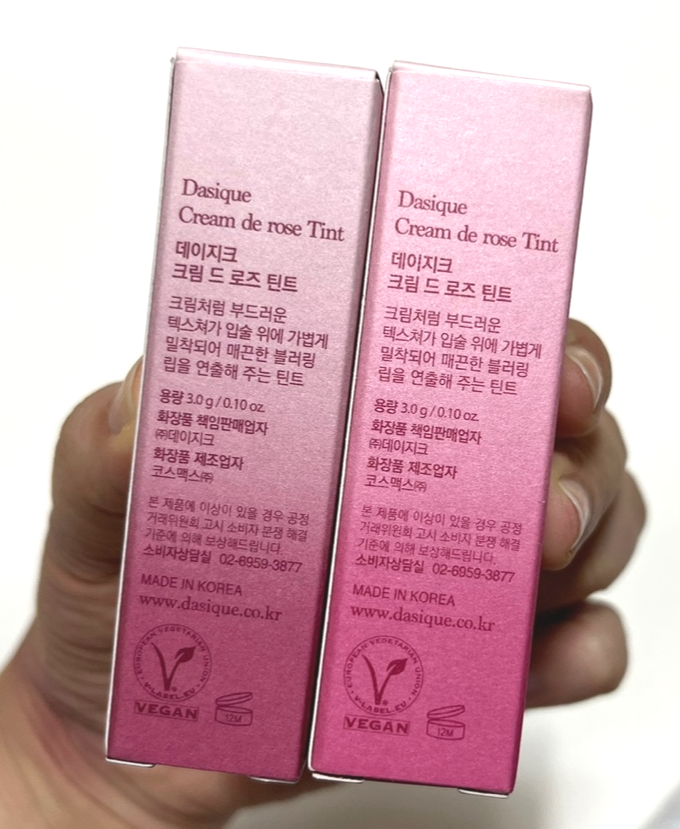 Dasique
Cream de rose Tint
데이지크
크림 드 로즈 틴트
크림처럼 부드러운
텍스쳐가 입술 위에 가볍게
밀착되어 매끈한 블러링
립을 연출해 주는 틴트
용량 3.0 g / 0.10 oz.
화장품 책임판매업자
㈜데이지크
화장품 제조업자
코스맥스㈜
본 제품에 이상이 있을 경우 공정
거래위원회 고시 소비자 분쟁 해결
기준에 의해 보상해드립니다.
소비자상담실 02-6959-3877
MADE IN KOREA
www.dasique.co.kr
EUROPEAN VEGETARIAN UNION
V-LABEL.EU
VEGAN
12M
Dasique
Cream de rose Tint
데이지크
크림 드 로즈 틴트
크림처럼 부드러운
텍스쳐가 입술 위에 가볍게
밀착되어 매끈한 블러링
립을 연출해 주는 틴트
용량 3.0 g / 0.10 oz.
화장품 책임판매업자
㈜데이지크
화장품 제조업자
코스맥스㈜
본 제품에 이상이 있을 경우 공정
거래위원회 고시 소비자 분쟁 해결
기준에 의해 보상해드립니다.
소비자상담실 02-6959-3877
MADE IN KOREA
www.dasique.co.kr
EUROPEAN VEGETARIAN UNION
V-LABEL.EU
VEGAN
12M